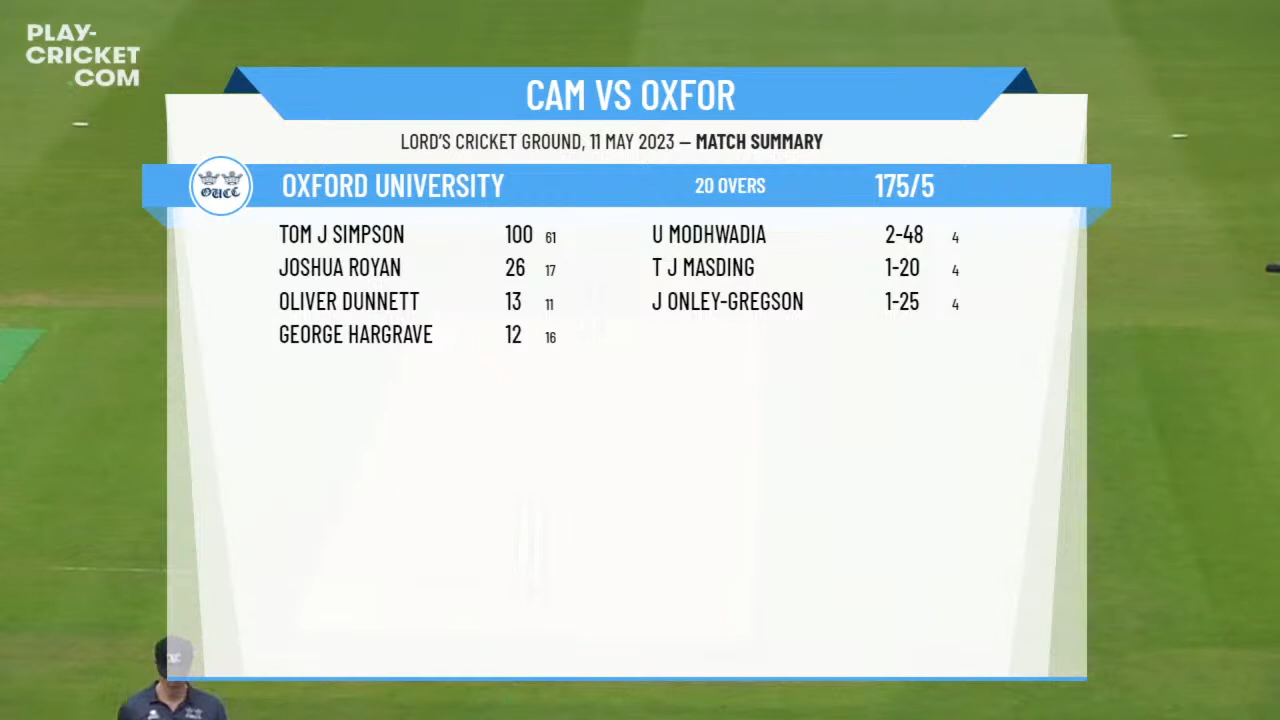 PLAY-
CRICKET
.COM
CAM VS OXFOR
LORD'S CRICKET GROUND, 11 MAY 2023 – MATCH SUMMARY
OUCC OXFORD UNIVERSITY 20 OVERS 175/5
TOM J SIMPSON 100 61 U MODHWADIA 2-48 4
JOSHUA ROYAN 26 17 T J MASDING 1-20 4
OLIVER DUNNETT 13 11 J ONLEY-GREGSON 1-25 4
GEORGE HARGRAVE 12 16